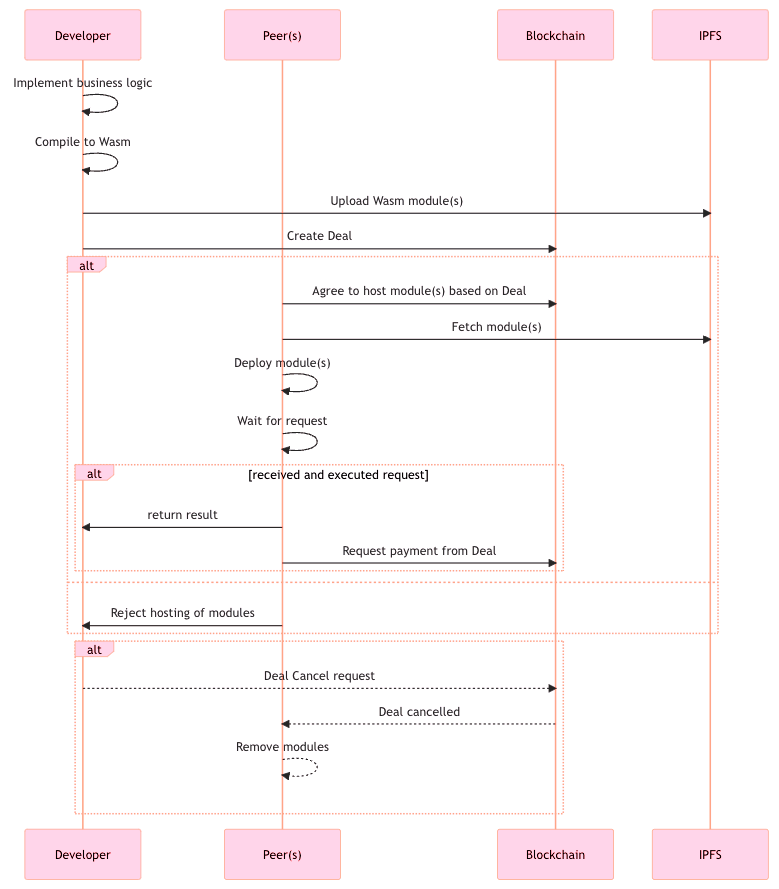 Developer
Peer(s)
Blockchain
IPFS
Implement business logic
Compile to Wasm
Upload Wasm module(s)
Create Deal
alt
Agree to host module(s) based on Deal
Fetch module(s)
Deploy module(s)
Wait for request
alt
[received and executed request]
return result
Request payment from Deal
Reject hosting of modules
alt
Deal Cancel request
Deal cancelled
Remove modules
Developer
Peer(s)
Blockchain
IPFS